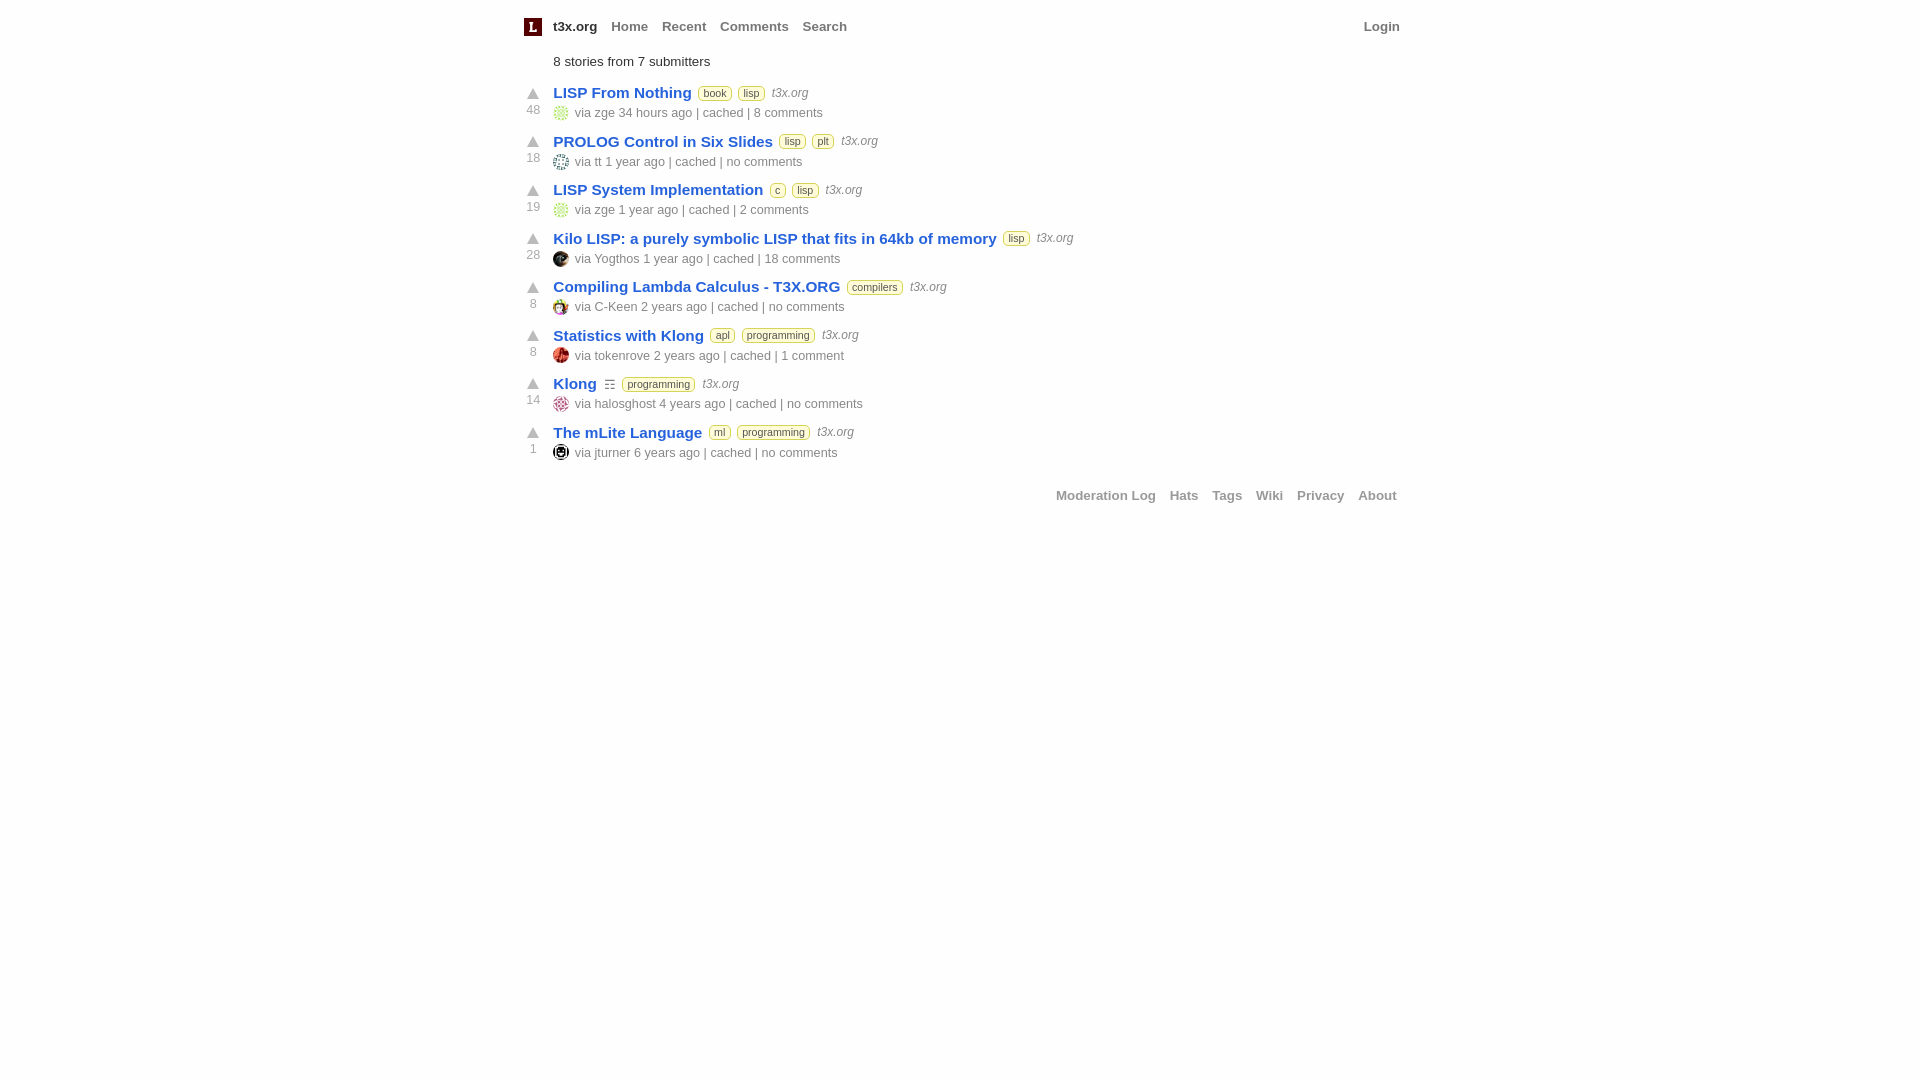 L t3x.org Home Recent Comments Search Login
8 stories from 7 submitters
LISP From Nothing book lisp t3x.org
48
via zge 34 hours ago | cached | 8 comments
PROLOG Control in Six Slides lisp plt t3x.org
18
via tt 1 year ago | cached | no comments
LISP System Implementation c lisp t3x.org
19
via zge 1 year ago | cached | 2 comments
Kilo LISP: a purely symbolic LISP that fits in 64kb of memory lisp t3x.org
28
via Yogthos 1 year ago | cached | 18 comments
Compiling Lambda Calculus - T3X.ORG compilers t3x.org
8
via C-Keen 2 years ago | cached | no comments
Statistics with Klong apl programming t3x.org
8
via tokenrove 2 years ago | cached | 1 comment
Klong ☶ programming t3x.org
14
via halosghost 4 years ago | cached | no comments
The mLite Language ml programming t3x.org
1
via jturner 6 years ago | cached | no comments
Moderation Log Hats Tags Wiki Privacy About